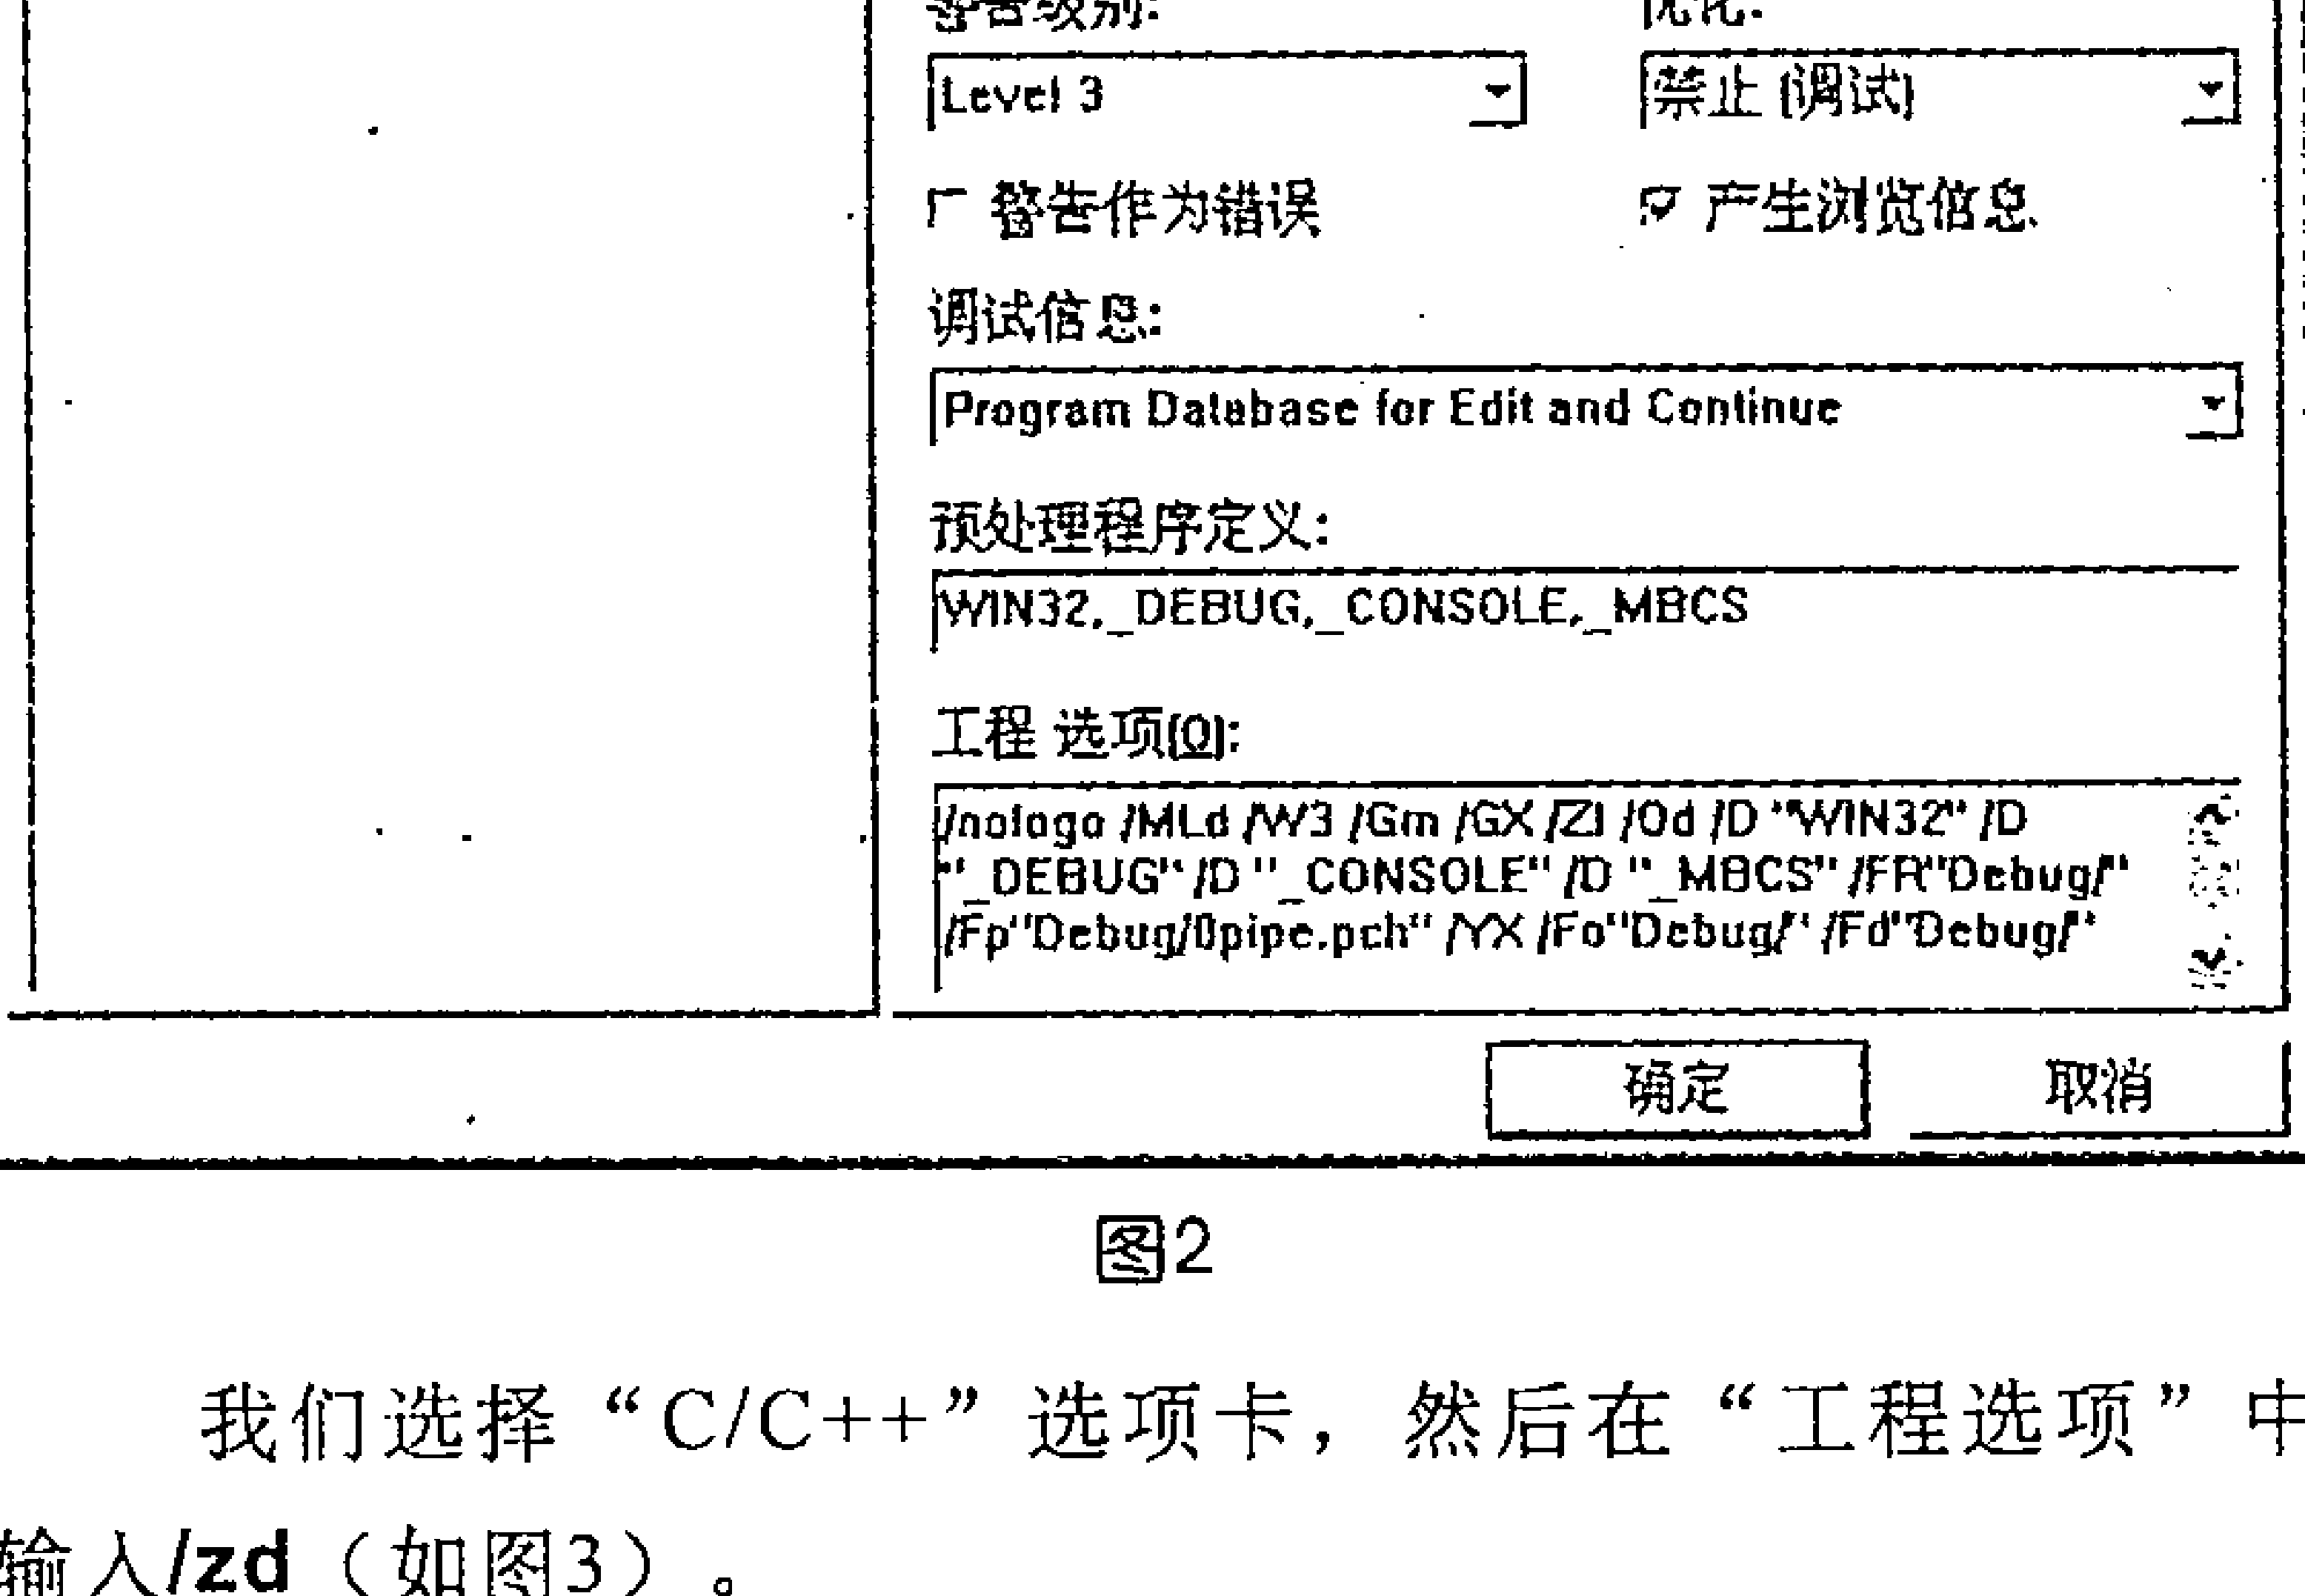 警告级别: 优化:
Level 3 禁止 (调试)
警告作为错误 产生浏览信息
调试信息:
Program Database for Edit and Continue
预处理程序定义:
WIN32,_DEBUG,_CONSOLE,_MBCS
工程 选项(O):
/nologo /MLd /W3 /Gm /GX /ZI /Od /D "WIN32" /D
"_DEBUG" /D "_CONSOLE" /D "_MBCS" /FR"Debug/"
/Fp"Debug/0pipe.pch" /YX /Fo"Debug/" /Fd"Debug/"
确定 取消
图2
我们选择“C/C++”选项卡，然后在“工程选项”中
输入/zd（如图3）。